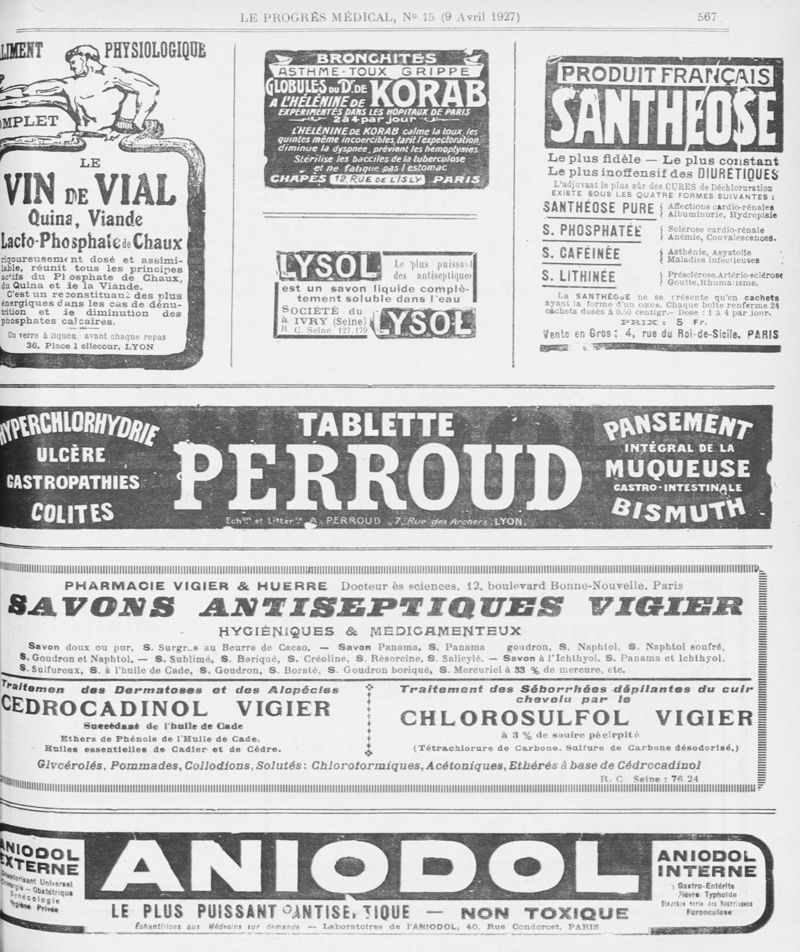 LE PROGRÈS MÉDICAL, No 15 (9 Avril 1927)
567
LIMENT PHYSIOLOGIQUE
OMPLET
LE
VIN DE VIAL
Quina, Viande
Lacto-Phosphate de Chaux
rigoureusement dosé et assimi-
lable, réunit tous les principes
actifs du Phosphate de Chaux,
du Quina et de la Viande.
C'est un reconstituant des plus
énergiques dans les cas de dénu-
trition et de diminution des
phosphates calcaires.
Un verre à liqueur avant chaque repas
36, Place Bellecour, LYON
BRONCHITES
ASTHME · TOUX GRIPPE
GLOBULES DU Dr. DE
A L'HÉLÉNINE DE KORAB
EXPÉRIMENTÉS DANS LES HOPITAUX DE PARIS
2 à 4 par jour
L'HÉLÉNINE DE KORAB calme la toux, les
quintes même incoercibles, tarit l'expectoration,
diminue la dyspnée, prévient les hémoptysies
Stérilise les bacciles de la tuberculose
et ne fatigue pas l'estomac
CHAPÈS 12, RUE DE L'ISLY PARIS
LYSOL
Le plus puissant
des antiseptiques
est un savon liquide complè-
tement soluble dans l'eau
SOCIÉTÉ DU
à IVRY (Seine)
R. C. Seine 127.179
LYSOL
PRODUIT FRANÇAIS
SANTHÉOSE
Le plus fidèle — Le plus constant
Le plus inoffensif des DIURÉTIQUES
L'adjuvant le plus sûr des CURES de Déchloruration
EXISTE SOUS LES QUATRE FORMES SUIVANTES :
SANTHÉOSE PURE { Affections cardio-rénales
Albuminurie, Hydropisie
S. PHOSPHATÉE { Sclérose cardio-rénale
Anémie, Convalescences.
S. CAFÉINÉE { Asthénie, Asystolie
Maladies infectieuses
S. LITHINÉE { Présclérose, Artério-sclérose
Goutte, Rhumatisme.
La SANTHÉOSE ne se présente qu'en cachets
ayant la forme d'un cœur. Chaque boîte renferme 24
cachets dosés à 0.50 centigr. - Dose : 1 à 4 par jour.
PRIX : 5 Fr.
Vente en Gros : 4, rue du Roi-de-Sicile. PARIS
HYPERCHLORHYDRIE
ULCÈRE
GASTROPATHIES
COLITES
TABLETTE
PERROUD
Echons et Littérre A. PERROUD _ 7, Rue des Archers _ LYON.
PANSEMENT
INTÉGRAL DE LA
MUQUEUSE
GASTRO-INTESTINALE
BISMUTH
PHARMACIE VIGIER & HUERRE Docteur ès sciences. 12, boulevard Bonne-Nouvelle. Paris
SAVONS ANTISEPTIQUES VIGIER
HYGIÉNIQUES & MÉDICAMENTEUX
Savon doux ou pur. S. Surgras au Beurre de Cacao. — Savon Panama, S. Panama goudron, S. Naphtol, S. Naphtol soufré,
S. Goudron et Naphtol. — S. Sublimé, S. Boriqué, S. Créoline, S. Résorcine, S. Salicylé. — Savon à l'Ichthyol, S. Panama et Ichtyol,
S. Sulfureux, S. à l'huile de Cade, S. Goudron, S. Boraté, S. Goudron boriqué, S. Mercuriel à 33 % de mercure, etc.
Traitemen des Dermatoses et des Alopécies
CEDROCADINOL VIGIER
Succédané de l'huile de Cade
Ethers de Phénols de l'Huile de Cade.
Huiles essentielles de Cadier et de Cèdre.
Traitement des Séborrhées dépilantes du cuir
chevelu par le
CHLOROSULFOL VIGIER
à 3 % de soufre pécirpité
(Tétrachlorure de Carbone. Sulfure de Carbone désodorisé.)
Glycérolés, Pommades, Collodions, Solutés : Chloroformiques, Acétoniques, Ethérés à base de Cédrocadinol
R. C. Seine : 76.24
ANIODOL
EXTERNE
Désodorisant Universel
Chirurgie - Obstétrique
Gynécologie
Hygiène Privée
ANIODOL
LE PLUS PUISSANT ANTISEPTIQUE — NON TOXIQUE
Échantillons aux Médecins sur demande — Laboratoires de l'ANIODOL, 40, Rue Condorcet, PARIS
ANIODOL
INTERNE
Gastro-Entérite
Fièvre Typhoïde
Diarrhée verte des Nourrissons
Furonculose